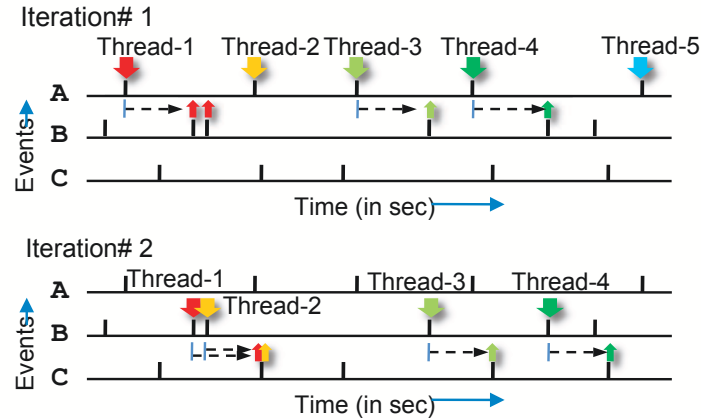 Iteration# 1
Thread-1 Thread-2 Thread-3 Thread-4 Thread-5
A
B
C
Events
Time (in sec)
Iteration# 2
Thread-1 Thread-3 Thread-4
A
Thread-2
B
C
Events
Time (in sec)